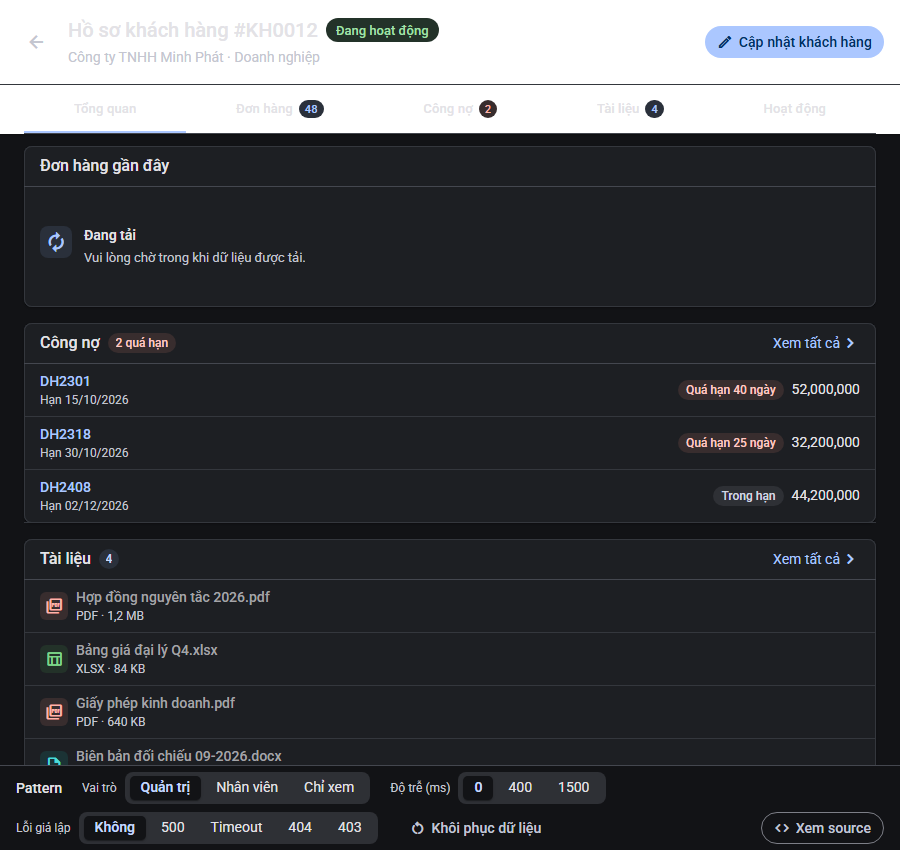 Hồ sơ khách hàng #KH0012 Đang hoạt động
Công ty TNHH Minh Phát · Doanh nghiệp
Cập nhật khách hàng
Tổng quan Đơn hàng 48 Công nợ 2 Tài liệu 4 Hoạt động
Đơn hàng gần đây
Đang tải
Vui lòng chờ trong khi dữ liệu được tải.
Công nợ 2 quá hạn Xem tất cả
DH2301
Hạn 15/10/2026
Quá hạn 40 ngày 52,000,000
DH2318
Hạn 30/10/2026
Quá hạn 25 ngày 32,200,000
DH2408
Hạn 02/12/2026
Trong hạn 44,200,000
Tài liệu 4 Xem tất cả
Hợp đồng nguyên tắc 2026.pdf
PDF · 1,2 MB
Bảng giá đại lý Q4.xlsx
XLSX · 84 KB
Giấy phép kinh doanh.pdf
PDF · 640 KB
Biên bản đối chiếu 09-2026.docx
Pattern Vai trò Quản trị Nhân viên Chỉ xem Độ trễ (ms) 0 400 1500
Lỗi giả lập Không 500 Timeout 404 403 Khôi phục dữ liệu Xem source